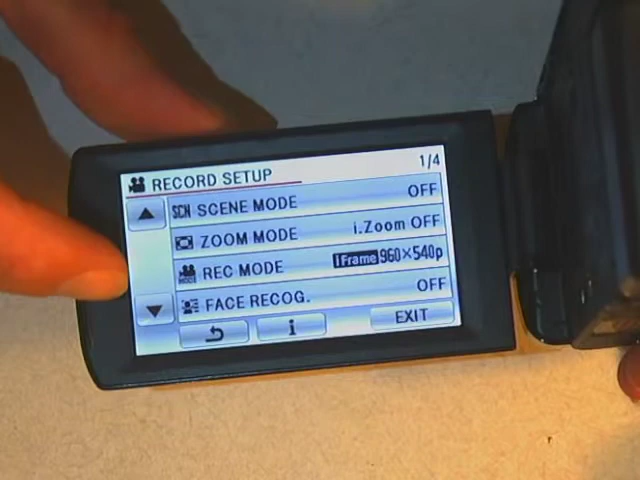 RECORD SETUP 1/4
SCN SCENE MODE OFF
ZOOM MODE i.Zoom OFF
MODE REC MODE iFrame 960×540p
FACE RECOG. OFF
i EXIT